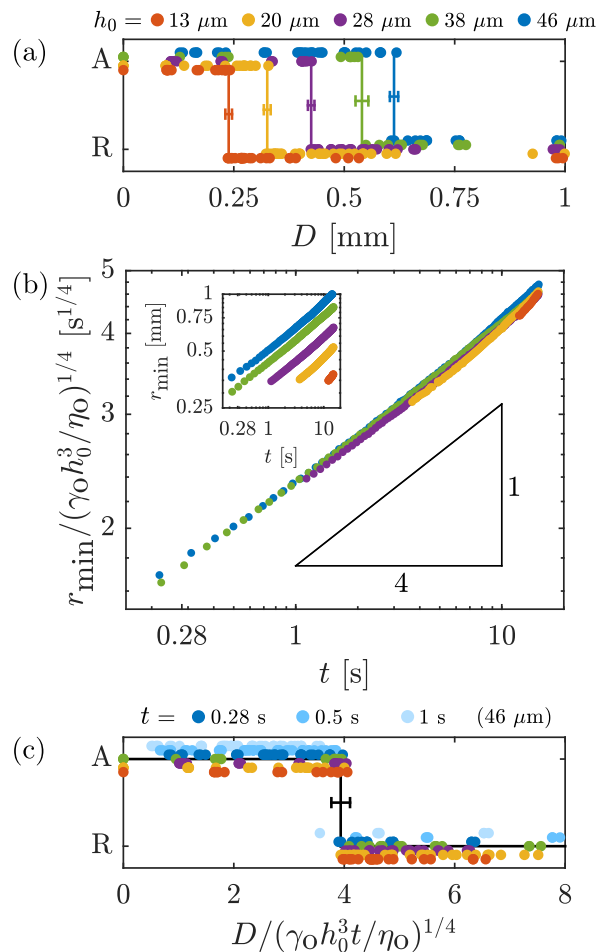 h₀ = 13 μm 20 μm 28 μm 38 μm 46 μm
(a)
A
R
0 0.25 0.5 0.75 1
D [mm]
(b)
r_min/(γ_O h₀³/η_O)^1/4 [s^1/4]
5
4
3
2
r_min [mm]
1
0.75
0.5
0.25
0.28 1 10
t [s]
1
4
0.28 1 10
t [s]
t = 0.28 s 0.5 s 1 s (46 μm)
(c)
A
R
0 2 4 6 8
D/(γ_O h₀³ t/η_O)^1/4